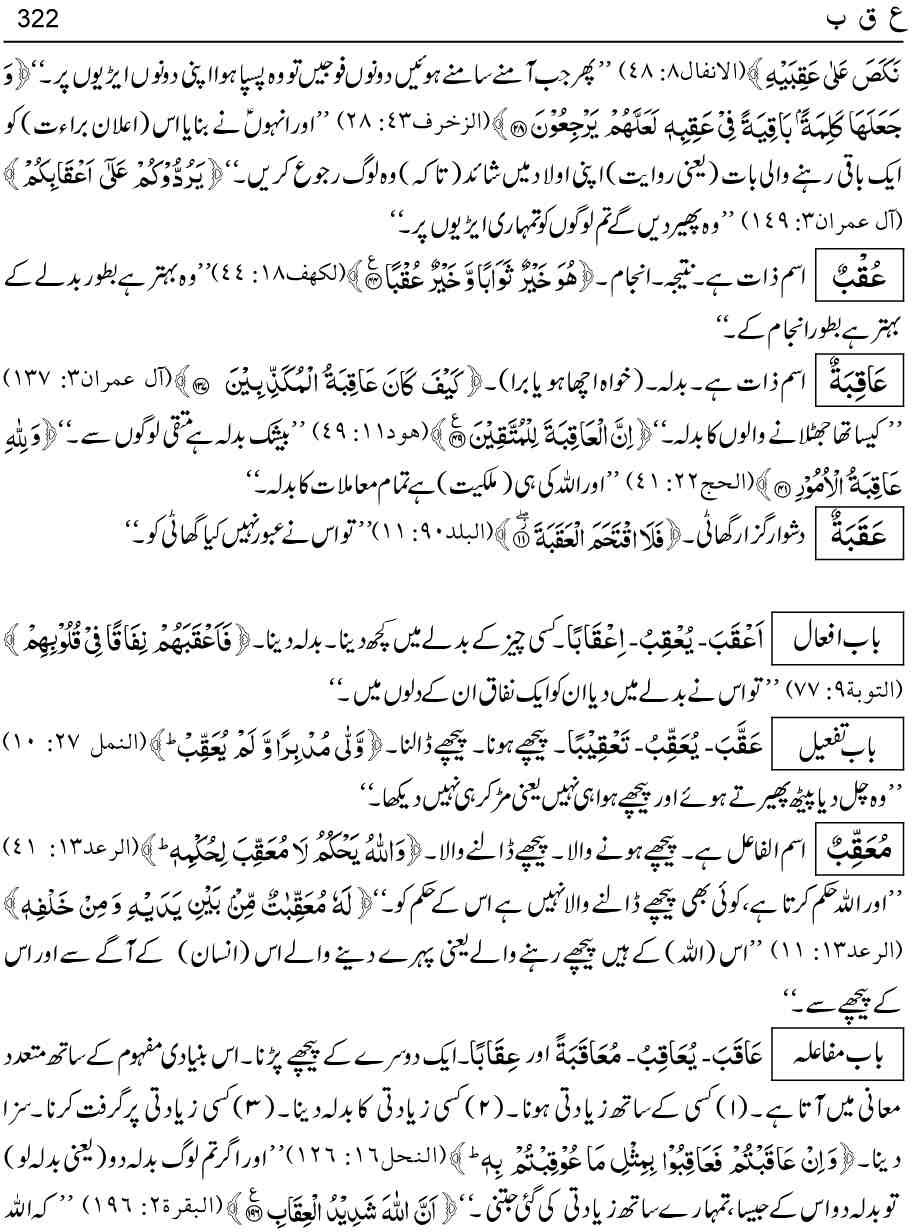 ع ق ب 322
نَکَصَ عَلٰی عَقِبَیْہِ﴾ (الانفال۸: ۴۸) ’’پھر جب آمنے سامنے ہوئیں دونوں فوجیں تو وہ پسپا ہوا اپنی دونوں ایڑیوں پر۔‘‘ ﴿وَ
جَعَلَهَا کَلِمَةًۢ بَاقِیَةً فِیْ عَقِبِهٖ لَعَلَّهُمْ یَرْجِعُوْنَ ﴿۲۸﴾﴾ (الزخرف۴۳: ۲۸) ’’اور انہوں ؑ نے بنایا اس (اعلان براءت) کو
ایک باقی رہنے والی بات (یعنی روایت) اپنی اولاد میں شائد (تاکہ) وہ لوگ رجوع کریں۔‘‘ ﴿یَرُدُّوْکُمْ عَلٰٓی اَعْقَابِکُمْ﴾
(آل عمران۳: ۱۴۹) ’’وہ پھیر دیں گے تم لوگوں کو تمہاری ایڑیوں پر۔‘‘
عُقْبٌ اسم ذات ہے۔ نتیجہ۔ انجام۔ ﴿هُوَ خَیْرٌ ثَوَابًا وَّ خَیْرٌ عُقْبًا ﴿۴۴﴾ؑ﴾ (لکهف۱۸: ۴۴) ’’وہ بہتر ہے بطور بدلے کے
بہتر ہے بطور انجام کے۔‘‘
عَاقِبَةٌ اسم ذات ہے۔ بدلہ۔ (خواہ اچھا ہو یا برا)۔ ﴿کَیْفَ کَانَ عَاقِبَةُ الْمُکَذِّبِیْنَ ﴿۱۳۷﴾﴾ (آل عمران۳: ۱۳۷)
’’کیسا تھا جھٹلانے والوں کا بدلہ۔‘‘ ﴿اِنَّ الْعَاقِبَةَ لِلْمُتَّقِیْنَ ﴿۴۹﴾ؑ﴾ (هود۱۱: ۴۹) ’’بیشک بدلہ ہے متقی لوگوں سے۔‘‘ ﴿وَ لِلّٰهِ
عَاقِبَةُ الْاُمُوْرِ ﴿۴۱﴾﴾ (الحج۲۲: ۴۱) ’’اور اللہ کی ہی (ملکیت) ہے تمام معاملات کا بدلہ۔‘‘
عَقَبَةٌ دشوار گزار گھاٹی۔ ﴿فَلَا اقْتَحَمَ الْعَقَبَةَ ﴿۱۱﴾﴾ (البلد۹۰: ۱۱) ’’تو اس نے عبور نہیں کیا گھاٹی کو۔‘‘
باب افعال اَعْقَبَ- یُعْقِبُ- اِعْقَابًا۔ کسی چیز کے بدلے میں کچھ دینا۔ بدلہ دینا۔ ﴿فَاَعْقَبَهُمْ نِفَاقًا فِیْ قُلُوْبِهِمْ﴾
(التوبة۹: ۷۷) ’’تو اس نے بدلے میں دیا ان کو ایک نفاق ان کے دلوں میں۔‘‘
باب تفعیل عَقَّبَ- یُعَقِّبُ- تَعْقِیْبًا۔ پیچھے ہونا۔ پیچھے ڈالنا۔ ﴿وَلّٰی مُدْبِرًا وَّ لَمْ یُعَقِّبْ ؕ﴾ (النمل ۲۷: ۱۰)
’’وہ چل دیا پیٹھ پھیرتے ہوئے اور پیچھے ہوا ہی نہیں یعنی مڑ کر ہی نہیں دیکھا۔‘‘
مُعَقِّبٌ اسم الفاعل ہے۔ پیچھے ہونے والا۔ پیچھے ڈالنے والا۔ ﴿وَاللّٰهُ یَحْکُمُ لَا مُعَقِّبَ لِحُکْمِهٖ ؕ﴾ (الرعد۱۳: ۴۱)
’’اور اللہ حکم کرتا ہے، کوئی بھی پیچھے ڈالنے والا نہیں ہے اس کے حکم کو۔‘‘ ﴿لَهٗ مُعَقِّبٰتٌ مِّنْۢ بَیْنِ یَدَیْهِ وَ مِنْ خَلْفِهٖ﴾
(الرعد۱۳: ۱۱) ’’اس (اللہ) کے ہیں پیچھے رہنے والے یعنی پہرے دینے والے اس (انسان) کے آگے سے اور اس
کے پیچھے سے۔‘‘
باب مفاعلہ عَاقَبَ- یُعَاقِبُ- مُعَاقَبَةً اور عِقَابًا۔ ایک دوسرے کے پیچھے پڑنا۔ اس بنیادی مفہوم کے ساتھ متعدد
معانی میں آتا ہے۔ (۱) کسی کے ساتھ زیادتی ہونا۔ (۲) کسی زیادتی کا بدلہ دینا۔ (۳) کسی زیادتی پر گرفت کرنا۔ سزا
دینا۔ ﴿وَ اِنْ عَاقَبْتُمْ فَعَاقِبُوْا بِمِثْلِ مَا عُوْقِبْتُمْ بِهٖ ؕ﴾ (النحل۱۶: ۱۲۶) ’’اور اگر تم لوگ بدلہ دو (یعنی بدلہ لو)
تو بدلہ دو اس کے جیسا، تمہارے ساتھ زیادتی کی گئی جتنی۔‘‘ ﴿اَنَّ اللّٰهَ شَدِیْدُ الْعِقَابِ ﴿۱۹۶﴾ؑ﴾ (البقرة۲: ۱۹۶) ’’کہ اللہ